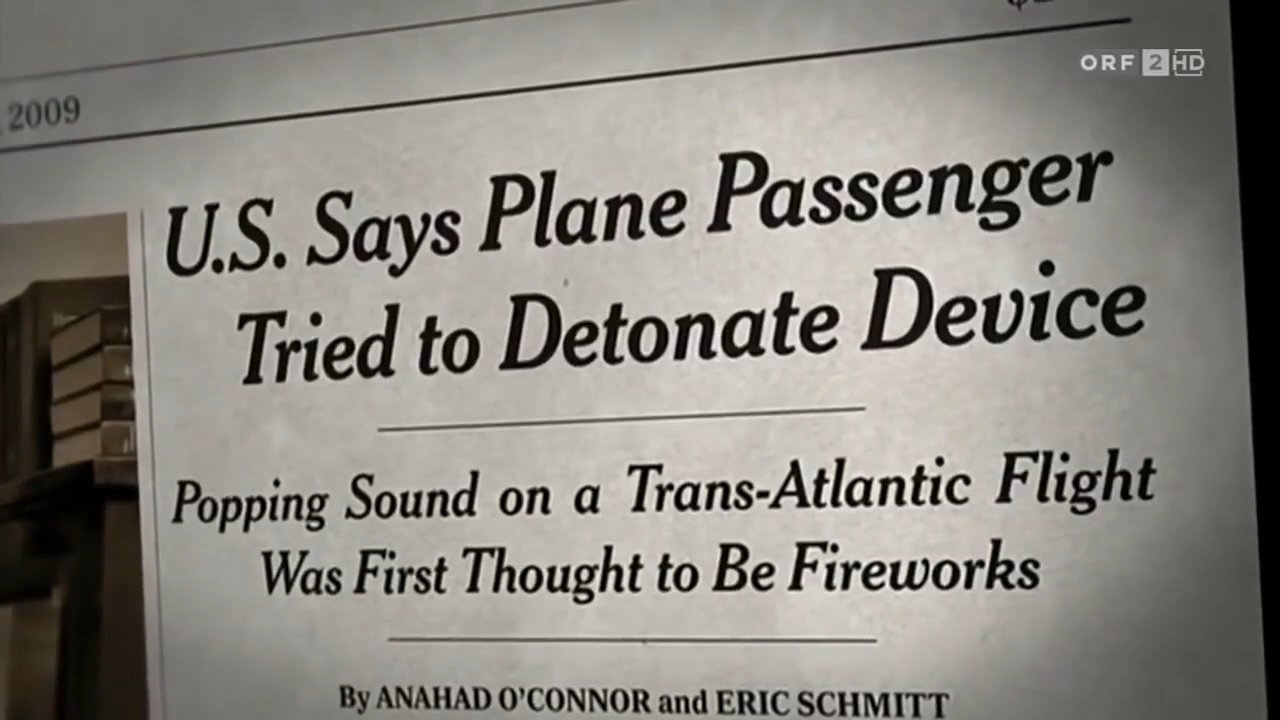 ORF 2 HD
2009
U.S. Says Plane Passenger
Tried to Detonate Device
Popping Sound on a Trans-Atlantic Flight
Was First Thought to Be Fireworks
By ANAHAD O'CONNOR and ERIC SCHMITT